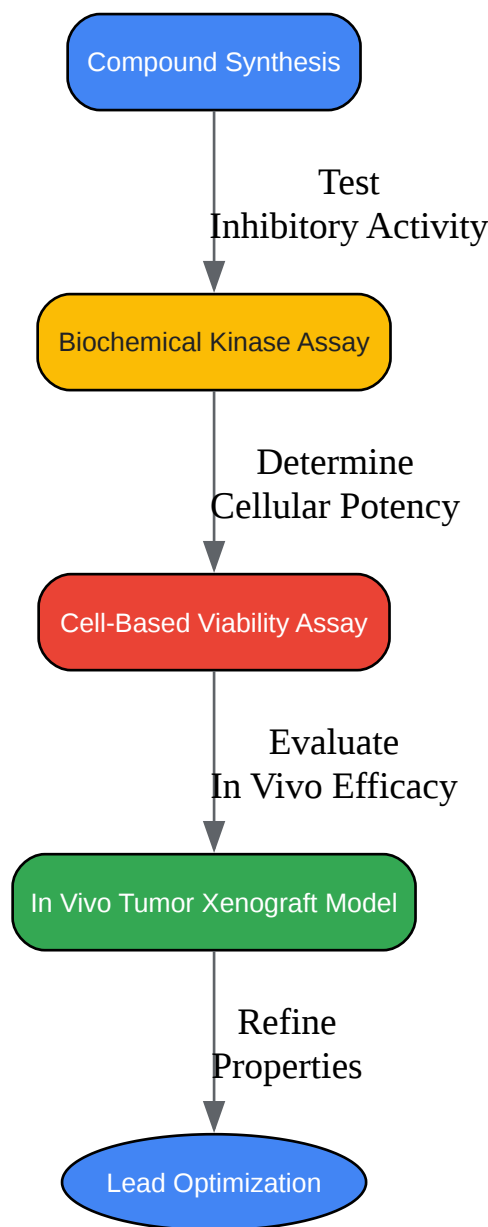 Compound Synthesis
Test
Inhibitory Activity
Biochemical Kinase Assay
Determine
Cellular Potency
Cell-Based Viability Assay
Evaluate
In Vivo Efficacy
In Vivo Tumor Xenograft Model
Refine
Properties
Lead Optimization